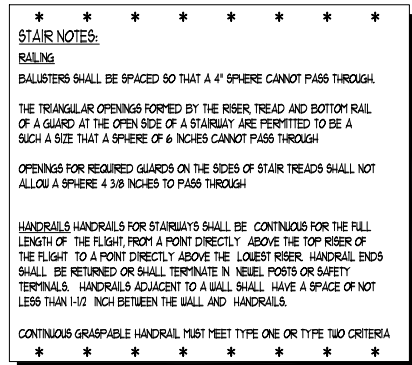 * * * * * * * *
STAIR NOTES:
RAILING
BALUSTERS SHALL BE SPACED SO THAT A 4" SPHERE CANNOT PASS THROUGH.
THE TRIANGULAR OPENINGS FORMED BY THE RISER, TREAD AND BOTTOM RAIL
OF A GUARD AT THE OPEN SIDE OF A STAIRWAY ARE PERMITTED TO BE A
SUCH A SIZE THAT A SPHERE OF 6 INCHES CANNOT PASS THROUGH
OPENINGS FOR REQUIRED GUARDS ON THE SIDES OF STAIR TREADS SHALL NOT
ALLOW A SPHERE 4 3/8 INCHES TO PASS THROUGH
HANDRAILS HANDRAILS FOR STAIRWAYS SHALL BE CONTINUOUS FOR THE FULL
LENGTH OF THE FLIGHT, FROM A POINT DIRECTLY ABOVE THE TOP RISER OF
THE FLIGHT TO A POINT DIRECTLY ABOVE THE LOWEST RISER. HANDRAIL ENDS
SHALL BE RETURNED OR SHALL TERMINATE IN NEWEL POSTS OR SAFETY
TERMINALS. HANDRAILS ADJACENT TO A WALL SHALL HAVE A SPACE OF NOT
LESS THAN 1-1/2 INCH BETWEEN THE WALL AND HANDRAILS.
CONTINUOUS GRASPABLE HANDRAIL MUST MEET TYPE ONE OR TYPE TWO CRITERIA
* * * * * * * *